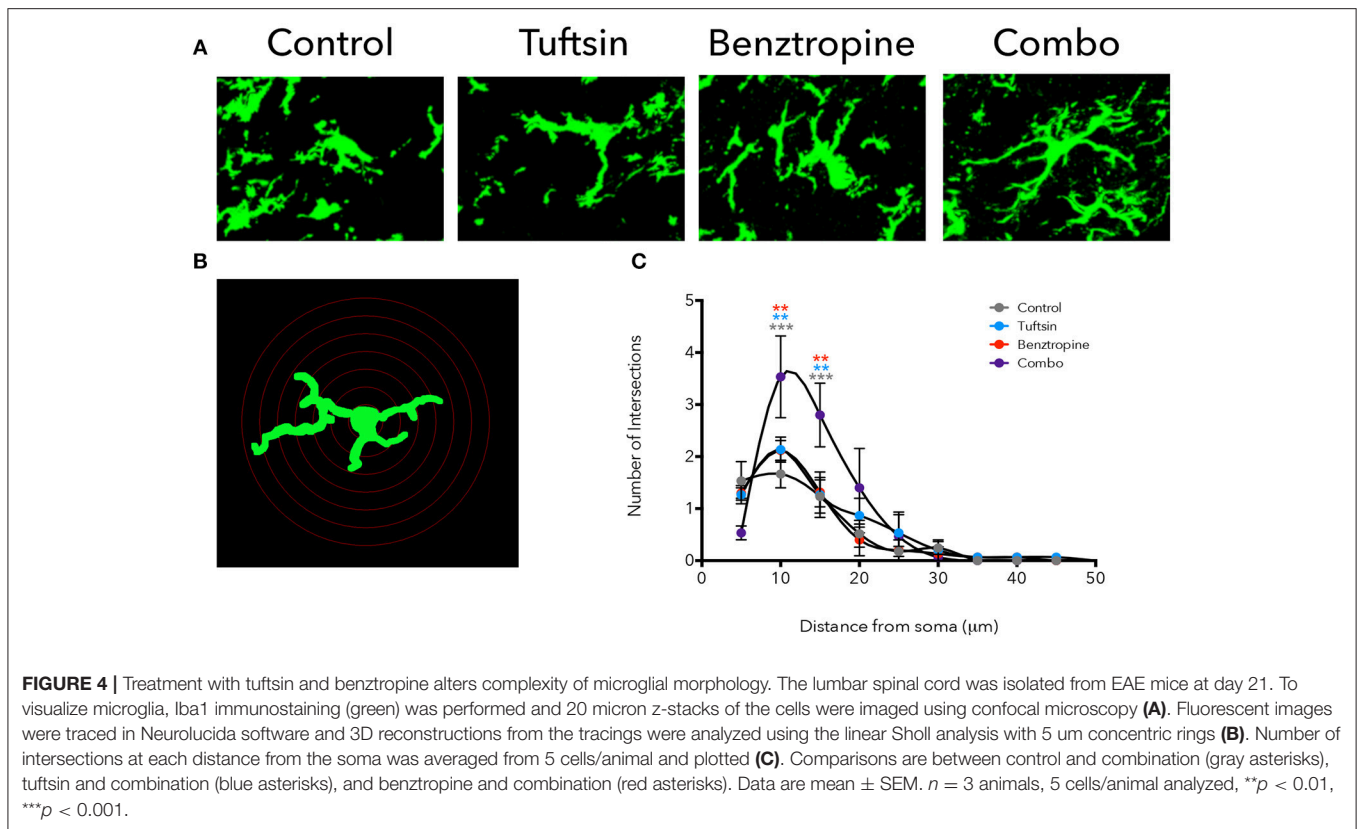 A
Control
Tuftsin
Benztropine
Combo
B
C
5
4
3
2
1
0
Number of Intersections
**
**
***
**
**
***
Control
Tuftsin
Benztropine
Combo
0
10
20
30
40
50
Distance from soma (μm)
FIGURE 4 | Treatment with tuftsin and benztropine alters complexity of microglial morphology. The lumbar spinal cord was isolated from EAE mice at day 21. To
visualize microglia, Iba1 immunostaining (green) was performed and 20 micron z-stacks of the cells were imaged using confocal microscopy (A). Fluorescent images
were traced in Neurolucida software and 3D reconstructions from the tracings were analyzed using the linear Sholl analysis with 5 um concentric rings (B). Number of
intersections at each distance from the soma was averaged from 5 cells/animal and plotted (C). Comparisons are between control and combination (gray asterisks),
tuftsin and combination (blue asterisks), and benztropine and combination (red asterisks). Data are mean ± SEM. n = 3 animals, 5 cells/animal analyzed, **p < 0.01,
***p < 0.001.